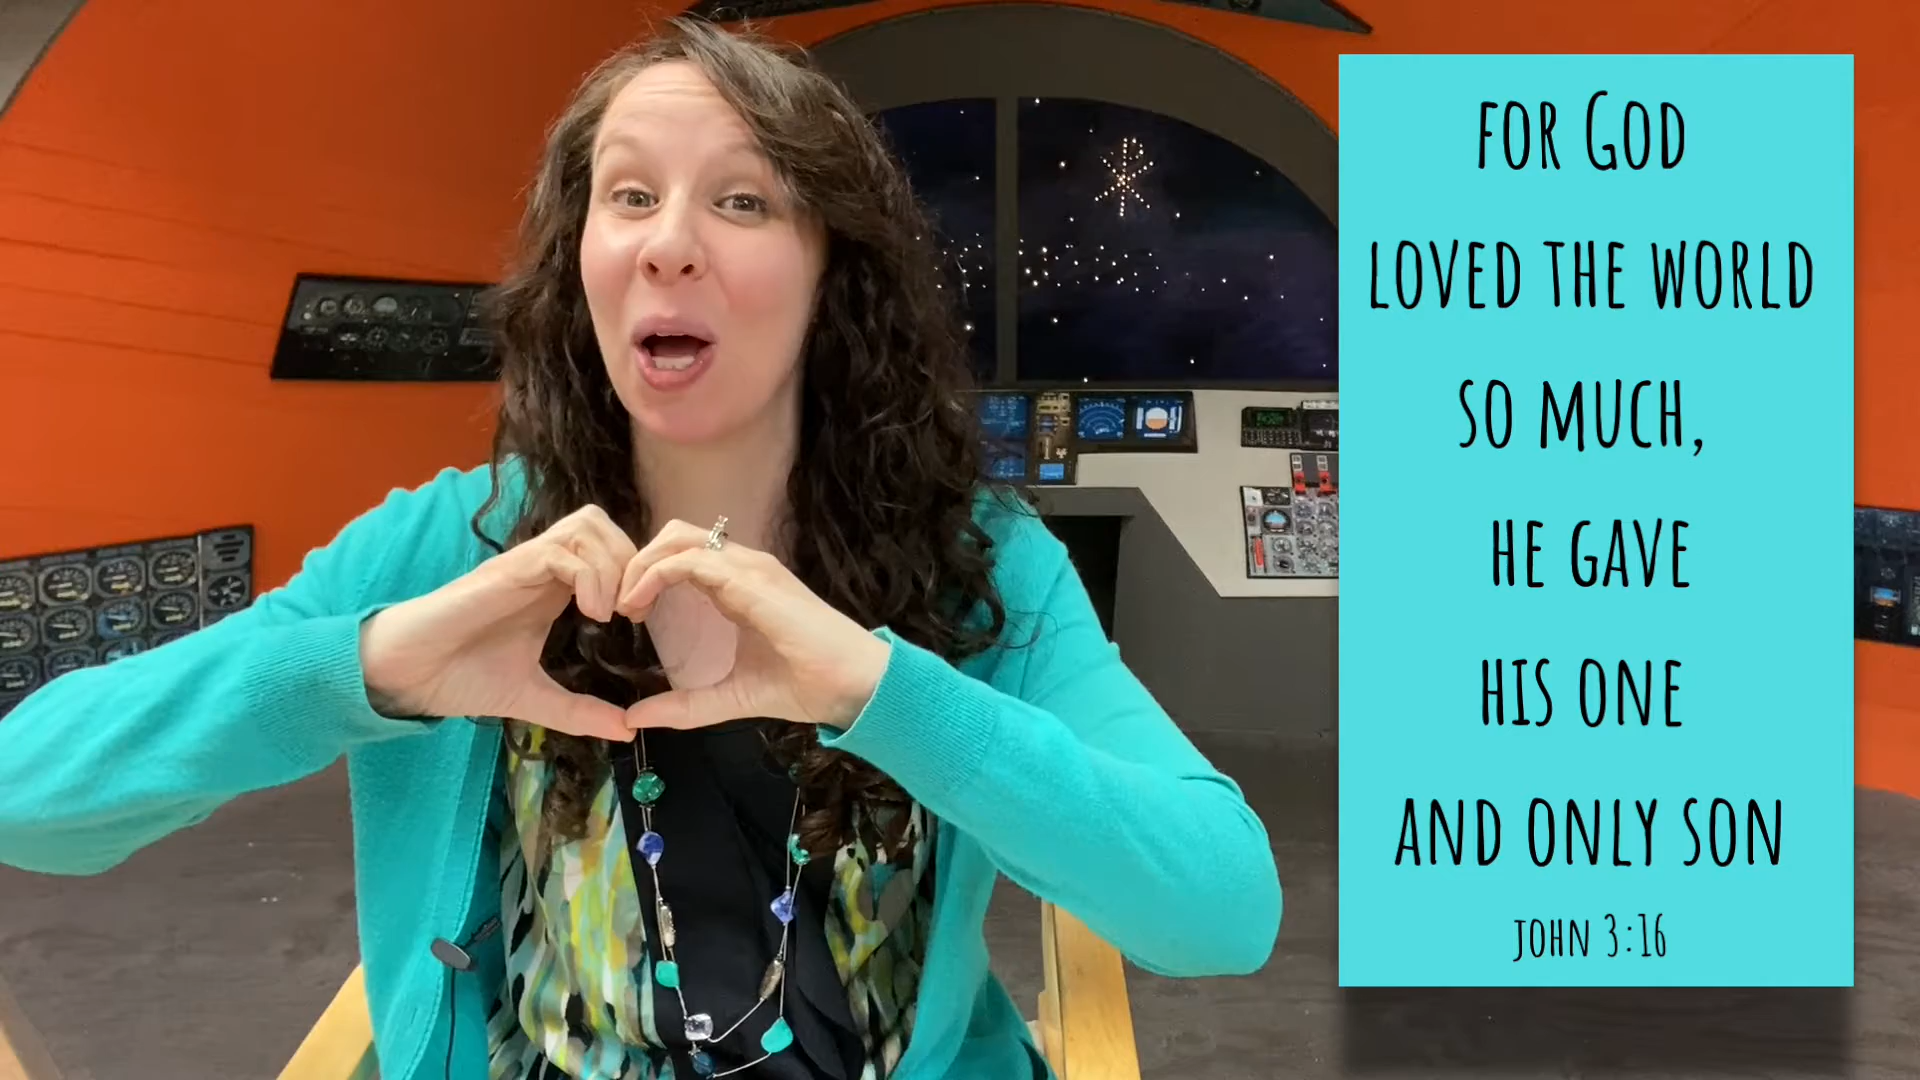 for God
loved the world
so much,
he gave
his one
and only son
John 3:16